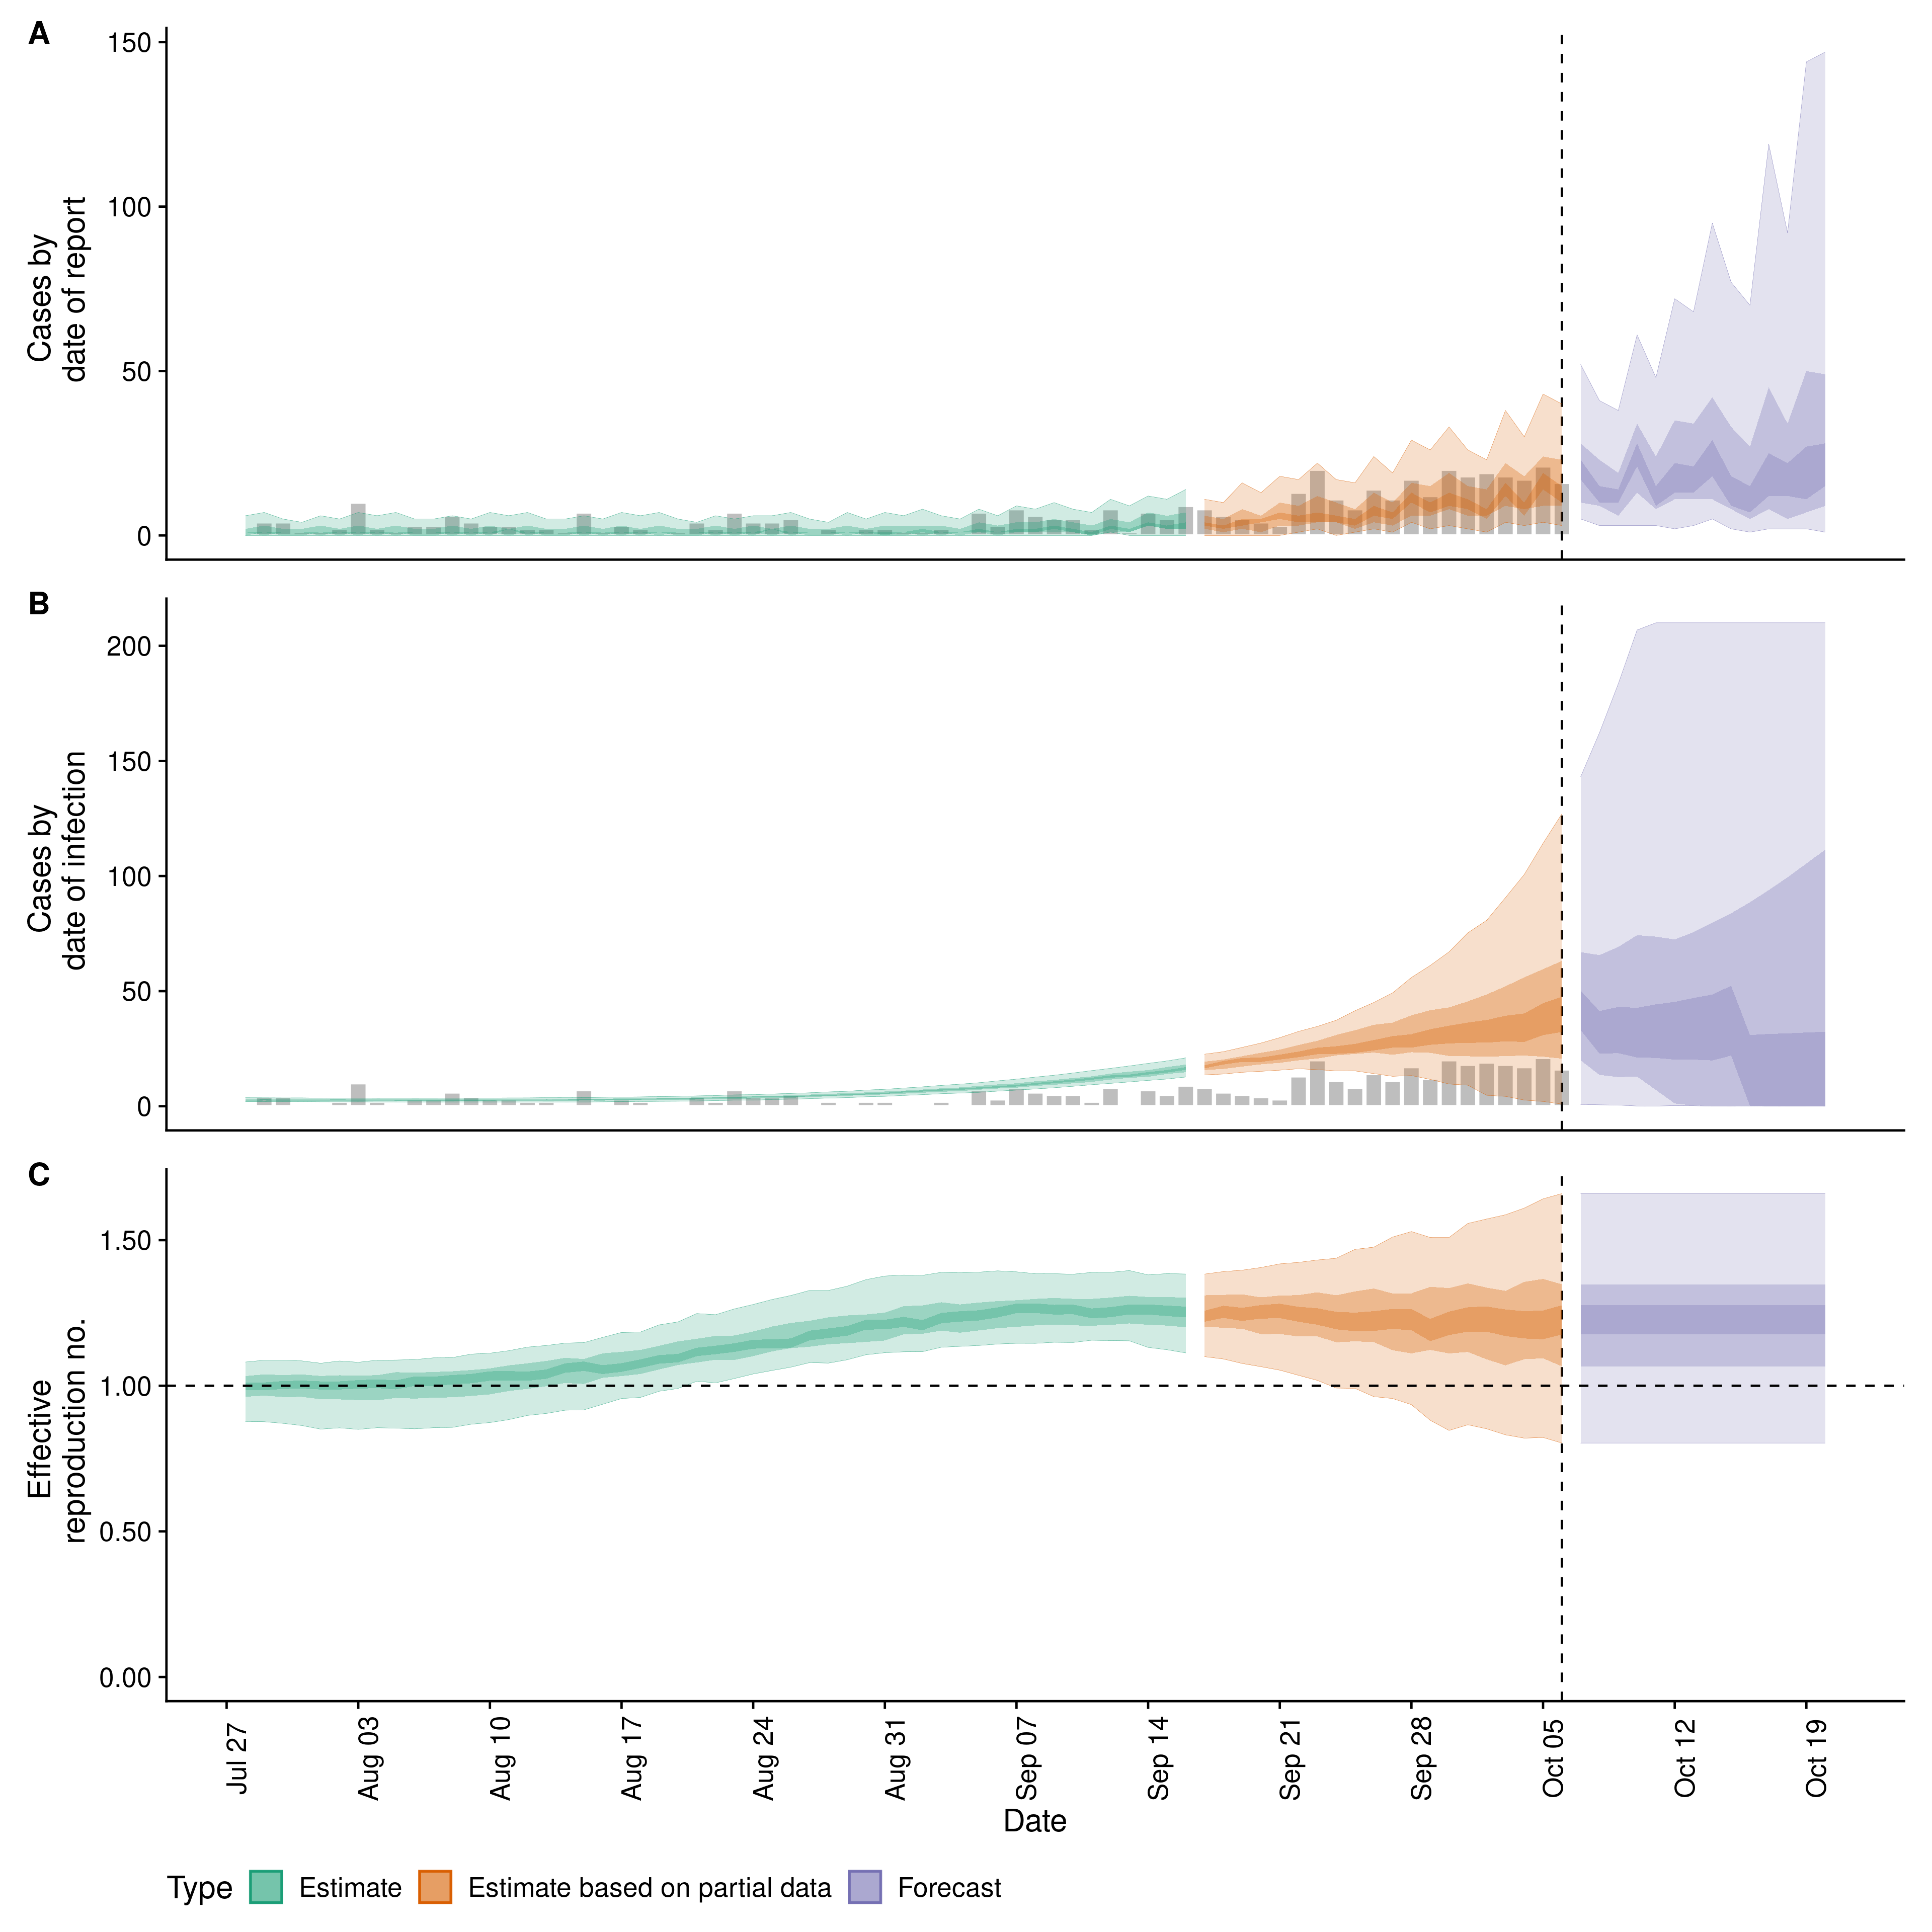 A
150
100
50
0
Cases by
date of report
B
200
150
100
50
0
Cases by
date of infection
C
1.50
1.00
0.50
0.00
Effective
reproduction no.
Jul 27
Aug 03
Aug 10
Aug 17
Aug 24
Aug 31
Sep 07
Sep 14
Sep 21
Sep 28
Oct 05
Oct 12
Oct 19
Date
Type Estimate Estimate based on partial data Forecast